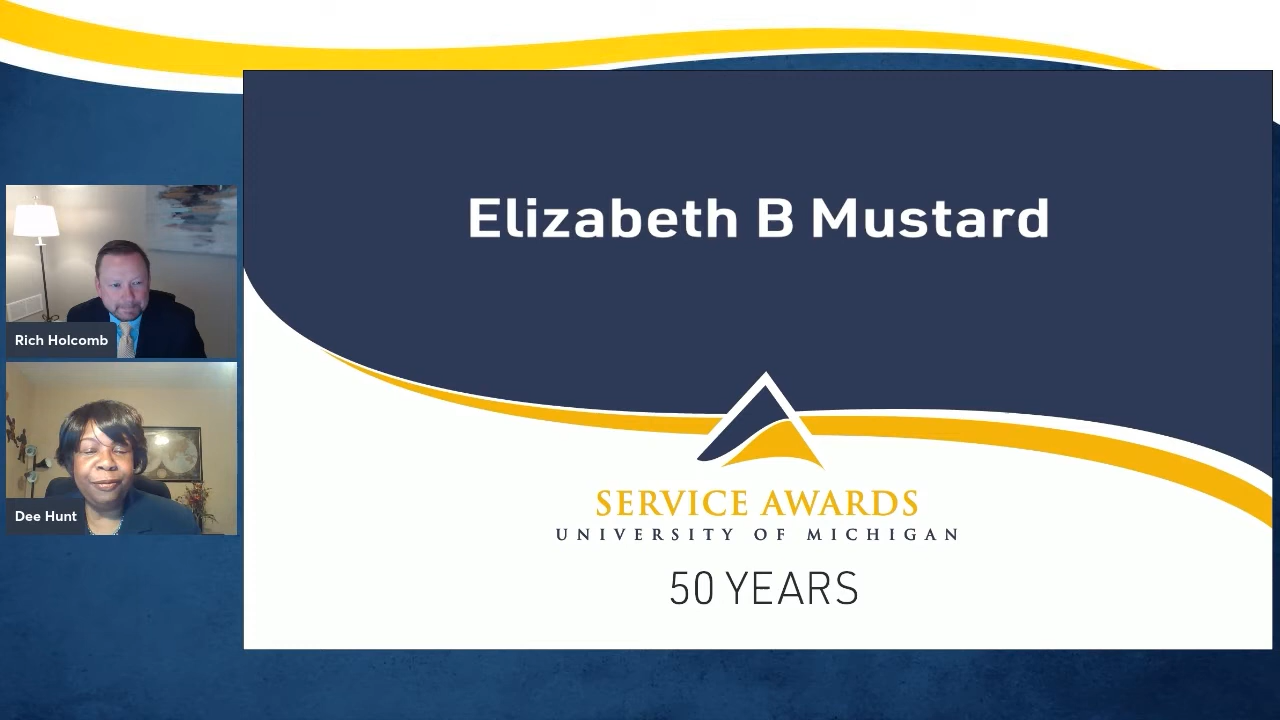 Elizabeth B Mustard
Rich Holcomb
Dee Hunt
SERVICE AWARDS
UNIVERSITY OF MICHIGAN
50 YEARS